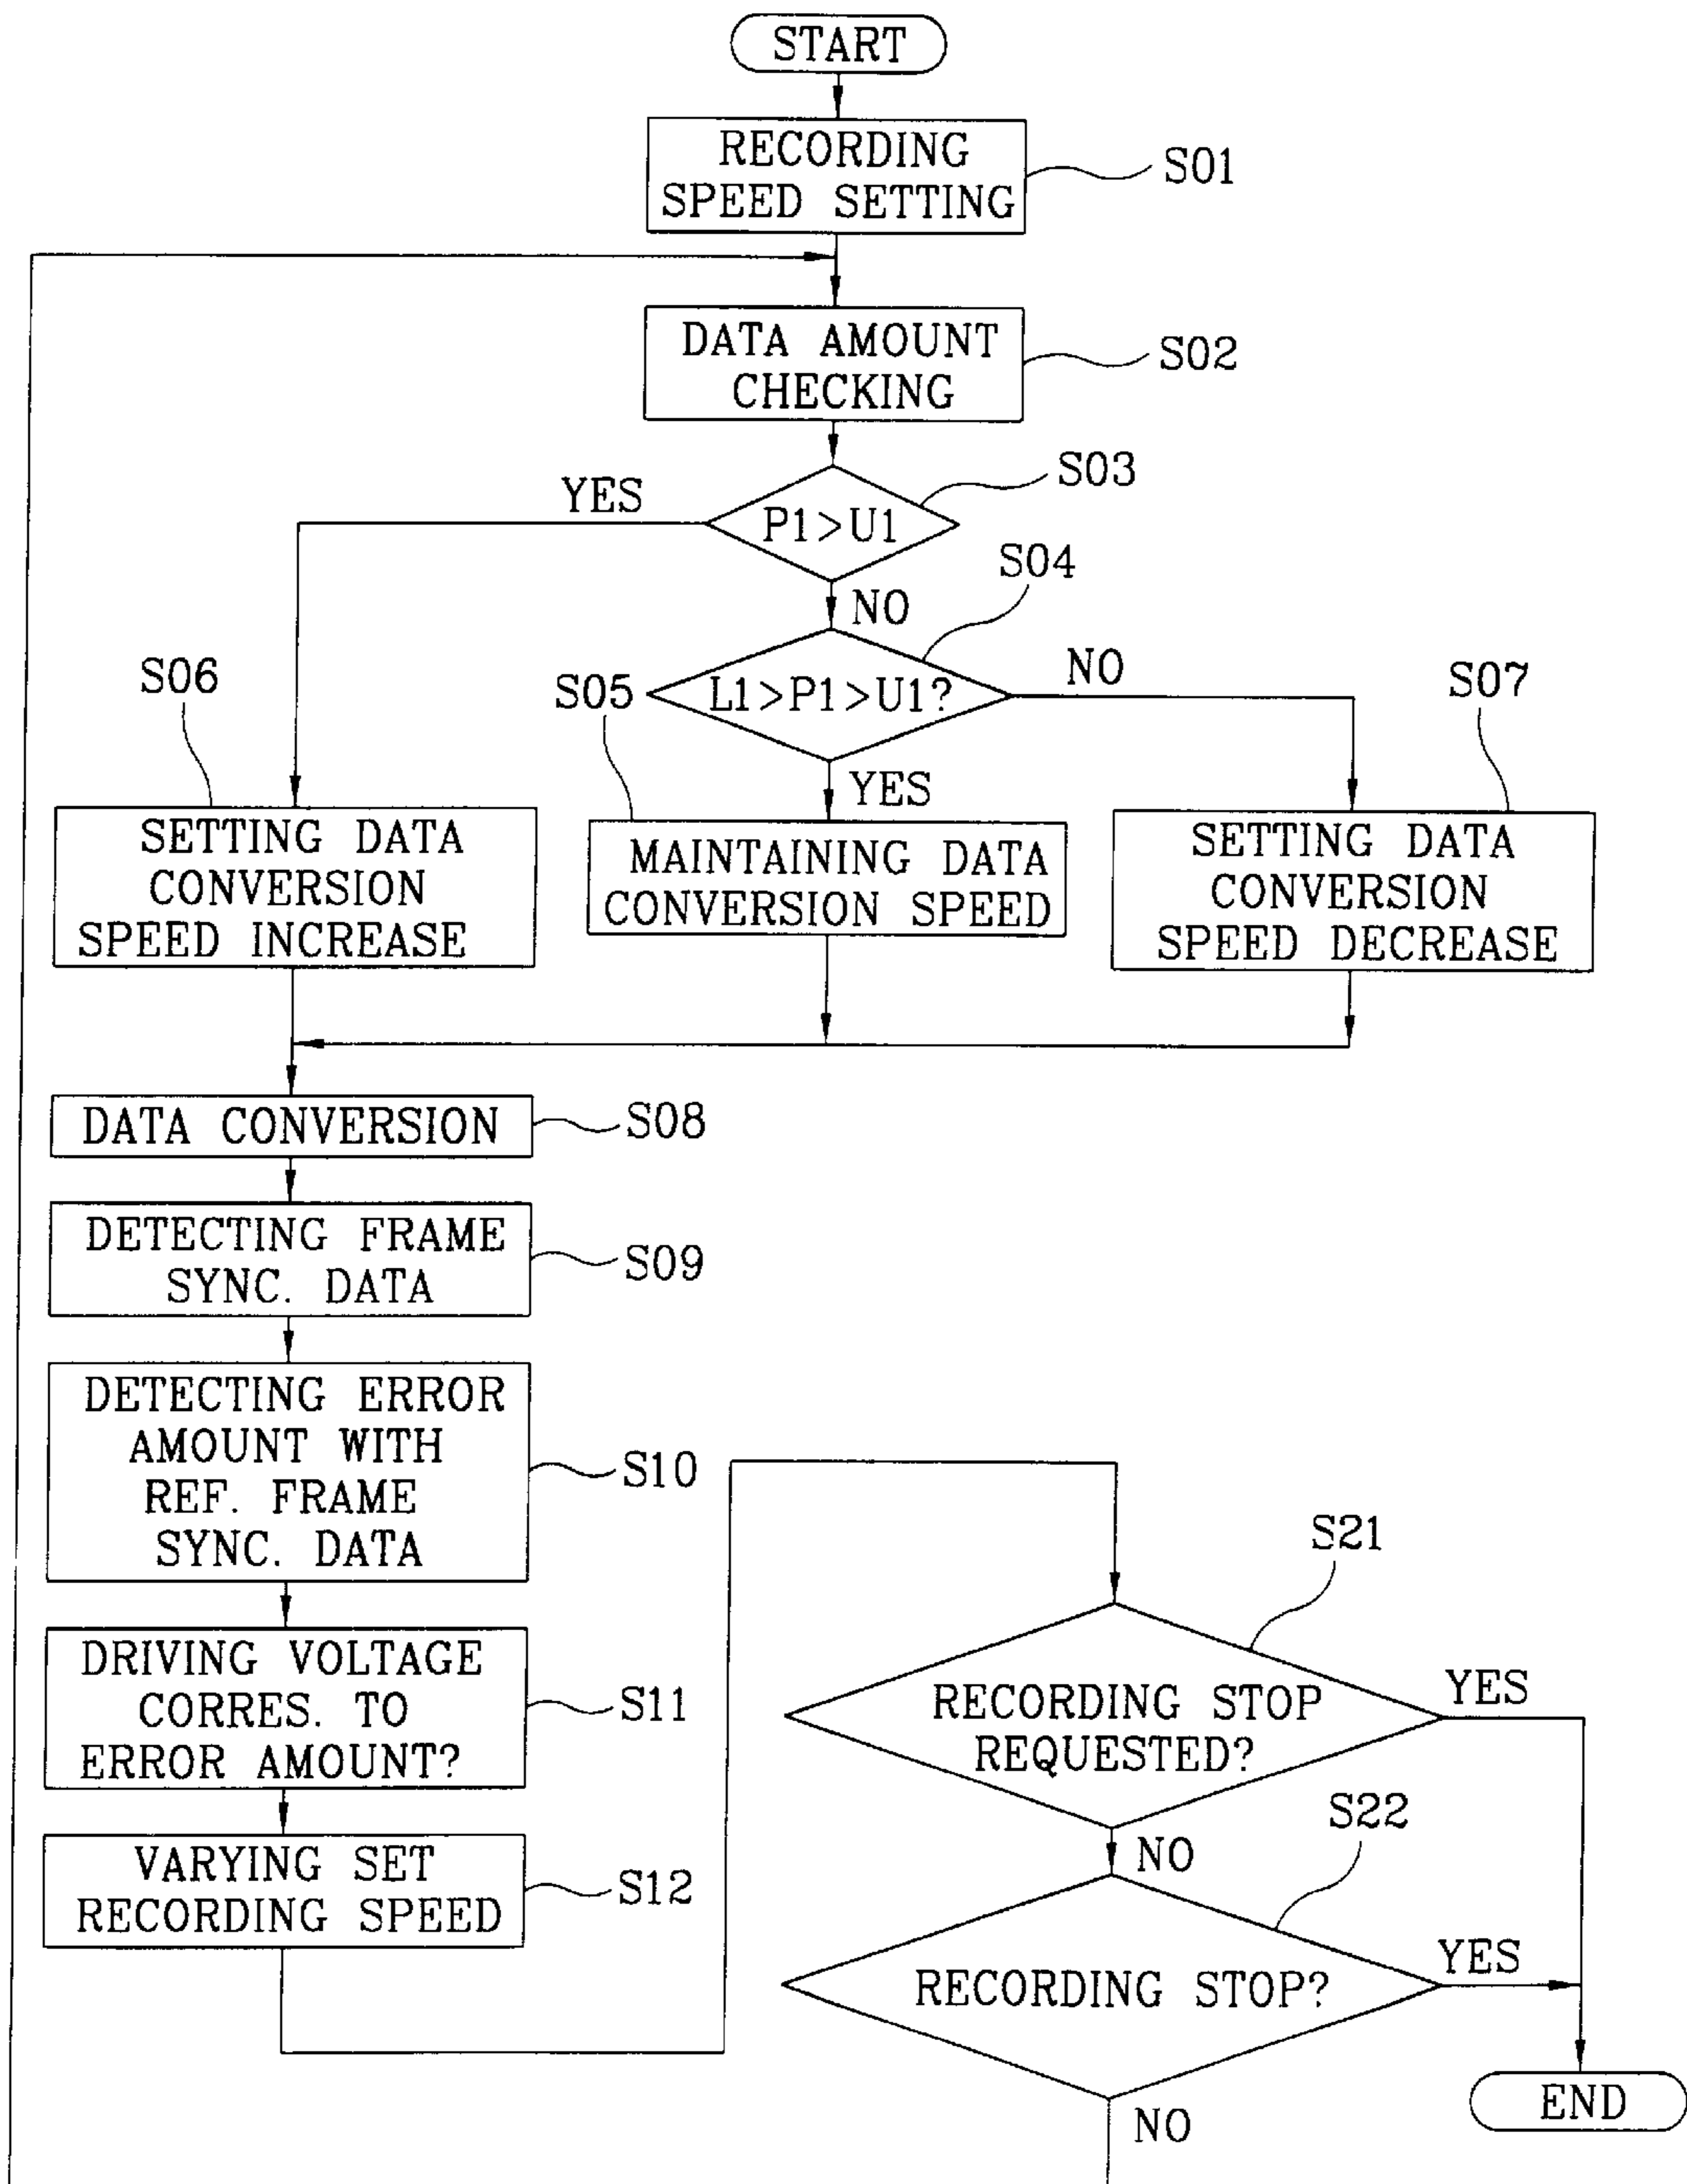 START
RECORDING
SPEED SETTING
S01
DATA AMOUNT
CHECKING
S02
S03
YES
P1>U1
S04
NO
L1>P1>U1?
NO
S06
S05
S07
YES
SETTING DATA
CONVERSION
SPEED INCREASE
MAINTAINING DATA
CONVERSION SPEED
SETTING DATA
CONVERSION
SPEED DECREASE
DATA CONVERSION
S08
DETECTING FRAME
SYNC. DATA
S09
DETECTING ERROR
AMOUNT WITH
REF. FRAME
SYNC. DATA
S10
DRIVING VOLTAGE
CORRES. TO
ERROR AMOUNT?
S11
VARYING SET
RECORDING SPEED
S12
S21
RECORDING STOP
REQUESTED?
YES
NO
S22
RECORDING STOP?
YES
NO
END